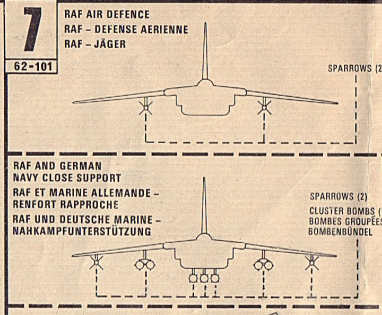 7
62-101
RAF AIR DEFENCE
RAF – DEFENSE AERIENNE
RAF – JÄGER
SPARROWS (2
RAF AND GERMAN
NAVY CLOSE SUPPORT
RAF ET MARINE ALLEMANDE –
RENFORT RAPPROCHE
RAF UND DEUTSCHE MARINE –
NAHKAMPFUNTERSTÜTZUNG
SPARROWS (2)
CLUSTER BOMBS (
BOMBES GROUPÉES
BOMBENBÜNDEL